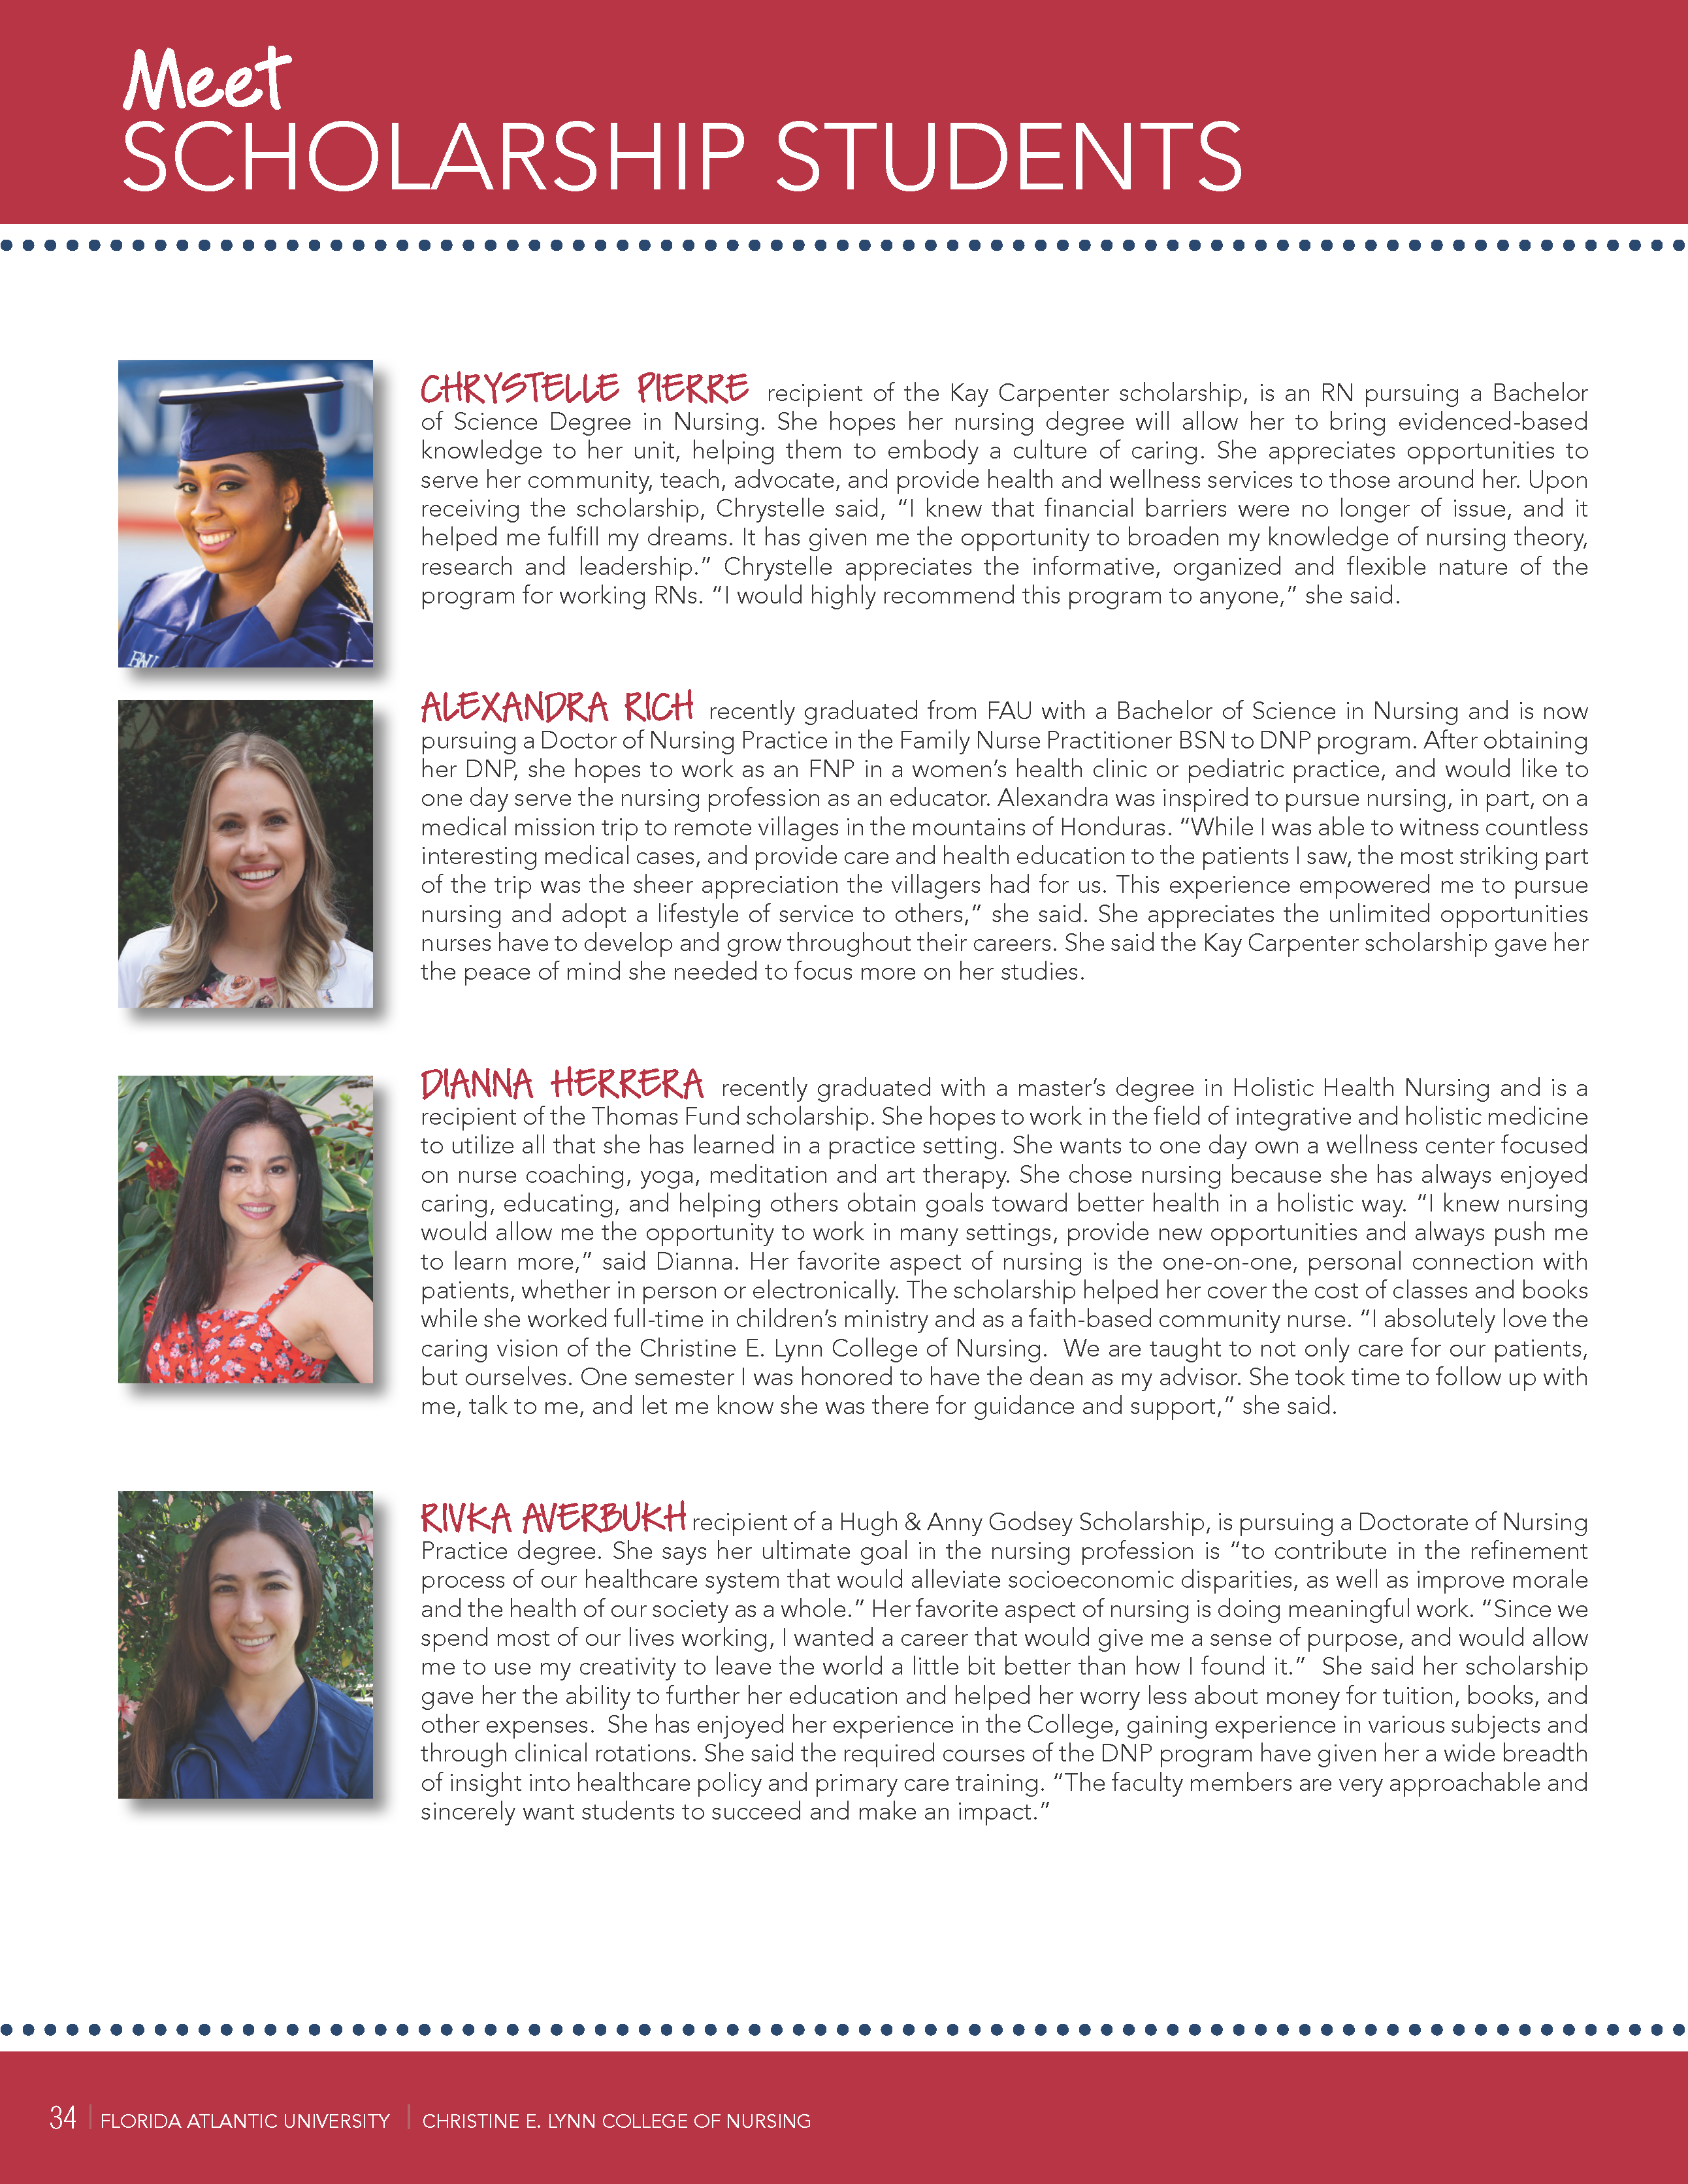 Meet
SCHOLARSHIP STUDENTS
CHRYSTELLE PIERRE recipient of the Kay Carpenter scholarship, is an RN pursuing a Bachelor
of Science Degree in Nursing. She hopes her nursing degree will allow her to bring evidenced-based
knowledge to her unit, helping them to embody a culture of caring. She appreciates opportunities to
serve her community, teach, advocate, and provide health and wellness services to those around her. Upon
receiving the scholarship, Chrystelle said, “I knew that financial barriers were no longer of issue, and it
helped me fulfill my dreams. It has given me the opportunity to broaden my knowledge of nursing theory,
research and leadership.” Chrystelle appreciates the informative, organized and flexible nature of the
program for working RNs. “I would highly recommend this program to anyone,” she said.
FAU
ALEXANDRA RICH recently graduated from FAU with a Bachelor of Science in Nursing and is now
pursuing a Doctor of Nursing Practice in the Family Nurse Practitioner BSN to DNP program. After obtaining
her DNP, she hopes to work as an FNP in a women’s health clinic or pediatric practice, and would like to
one day serve the nursing profession as an educator. Alexandra was inspired to pursue nursing, in part, on a
medical mission trip to remote villages in the mountains of Honduras. “While I was able to witness countless
interesting medical cases, and provide care and health education to the patients I saw, the most striking part
of the trip was the sheer appreciation the villagers had for us. This experience empowered me to pursue
nursing and adopt a lifestyle of service to others,” she said. She appreciates the unlimited opportunities
nurses have to develop and grow throughout their careers. She said the Kay Carpenter scholarship gave her
the peace of mind she needed to focus more on her studies.
DIANNA HERRERA recently graduated with a master’s degree in Holistic Health Nursing and is a
recipient of the Thomas Fund scholarship. She hopes to work in the field of integrative and holistic medicine
to utilize all that she has learned in a practice setting. She wants to one day own a wellness center focused
on nurse coaching, yoga, meditation and art therapy. She chose nursing because she has always enjoyed
caring, educating, and helping others obtain goals toward better health in a holistic way. “I knew nursing
would allow me the opportunity to work in many settings, provide new opportunities and always push me
to learn more,” said Dianna. Her favorite aspect of nursing is the one-on-one, personal connection with
patients, whether in person or electronically. The scholarship helped her cover the cost of classes and books
while she worked full-time in children’s ministry and as a faith-based community nurse. “I absolutely love the
caring vision of the Christine E. Lynn College of Nursing.  We are taught to not only care for our patients,
but ourselves. One semester I was honored to have the dean as my advisor. She took time to follow up with
me, talk to me, and let me know she was there for guidance and support,” she said.
RIVKA AVERBUKH recipient of a Hugh & Anny Godsey Scholarship, is pursuing a Doctorate of Nursing
Practice degree. She says her ultimate goal in the nursing profession is “to contribute in the refinement
process of our healthcare system that would alleviate socioeconomic disparities, as well as improve morale
and the health of our society as a whole.” Her favorite aspect of nursing is doing meaningful work. “Since we
spend most of our lives working, I wanted a career that would give me a sense of purpose, and would allow
me to use my creativity to leave the world a little bit better than how I found it.”  She said her scholarship
gave her the ability to further her education and helped her worry less about money for tuition, books, and
other expenses.  She has enjoyed her experience in the College, gaining experience in various subjects and
through clinical rotations. She said the required courses of the DNP program have given her a wide breadth
of insight into healthcare policy and primary care training. “The faculty members are very approachable and
sincerely want students to succeed and make an impact.”
34 | FLORIDA ATLANTIC UNIVERSITY | CHRISTINE E. LYNN COLLEGE OF NURSING